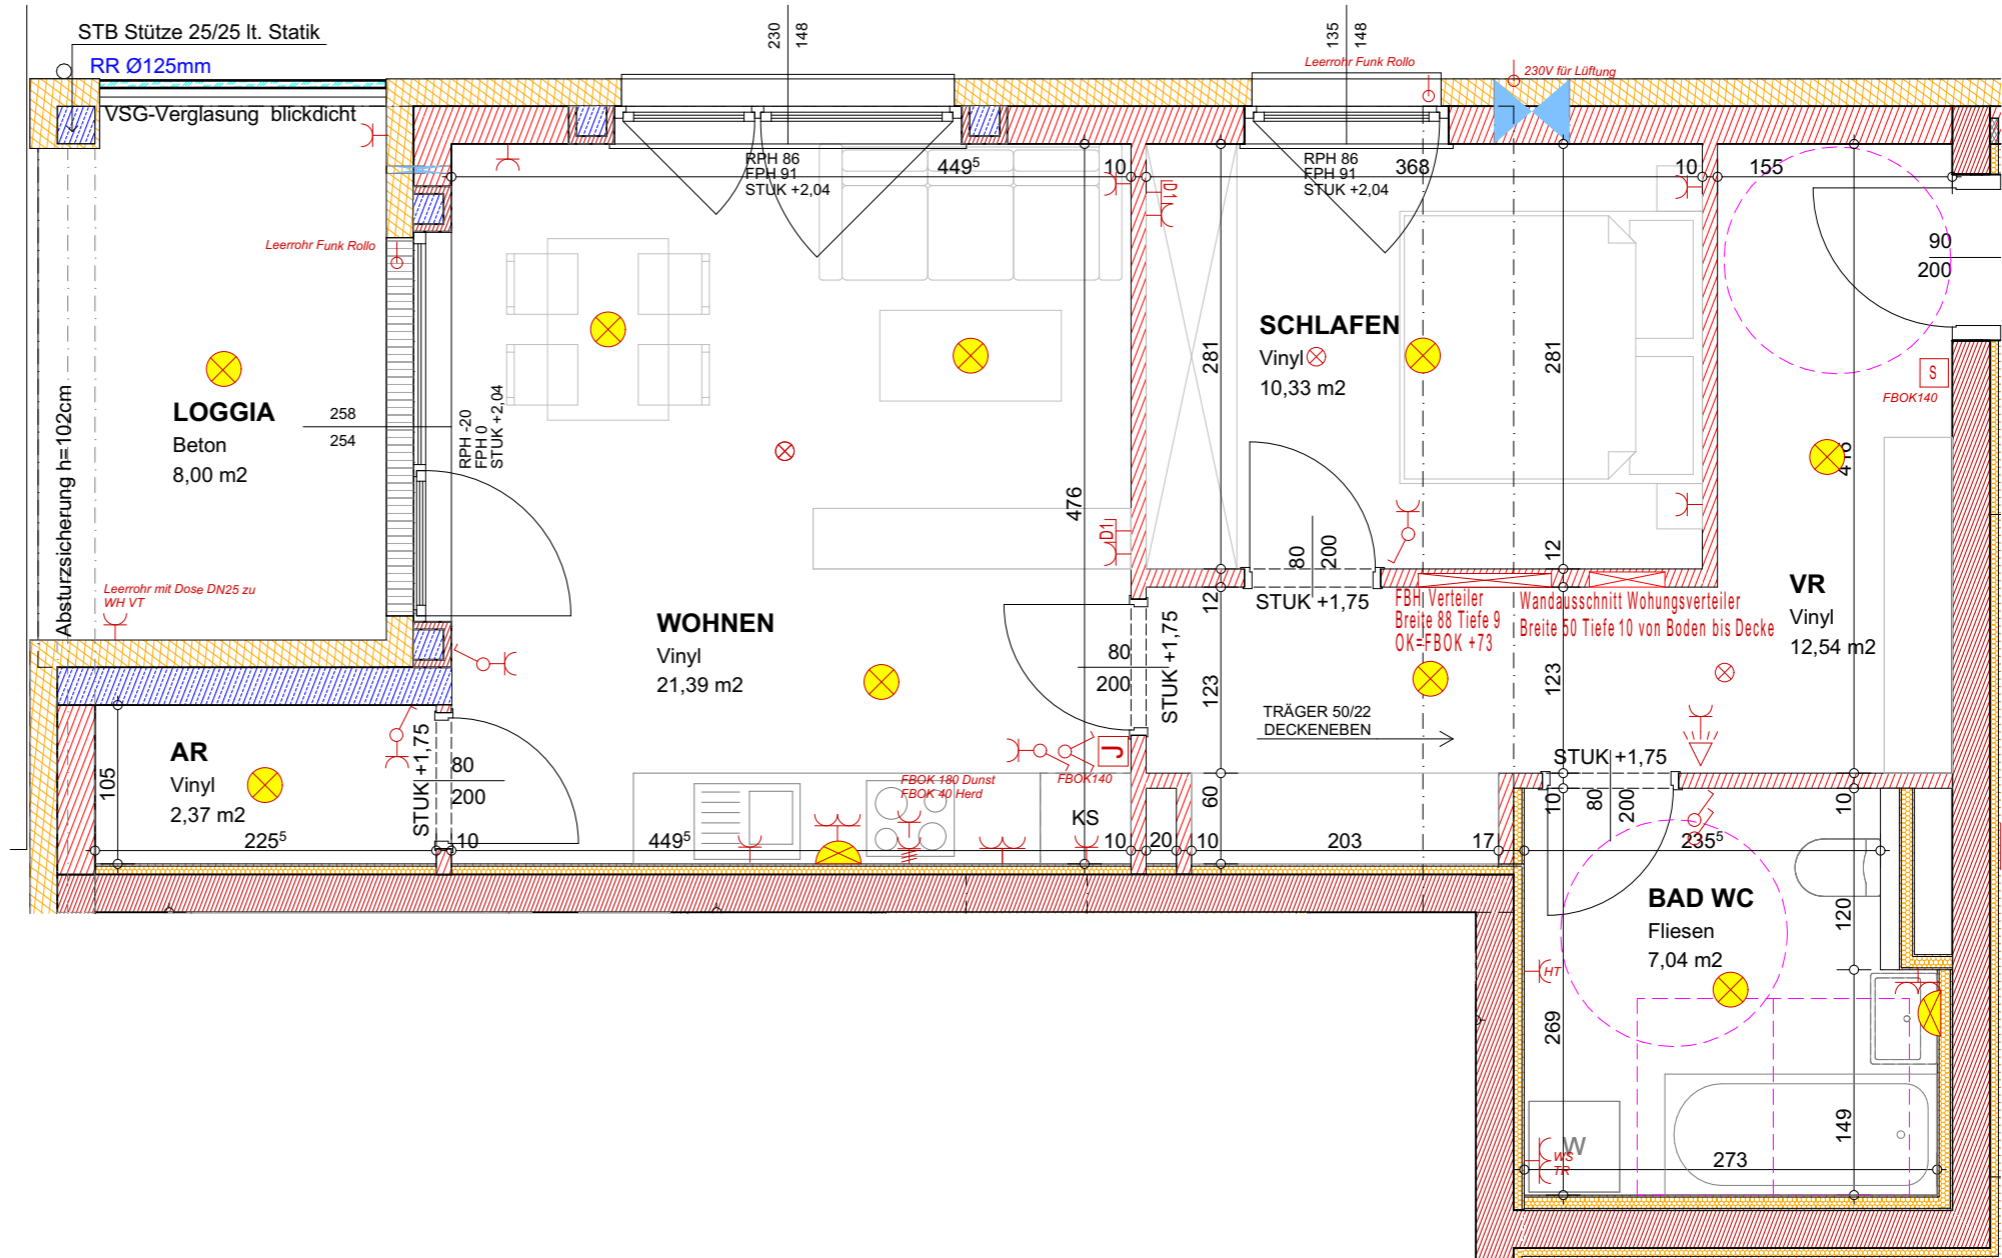 STB Stütze 25/25 lt. Statik
RR Ø125mm
VSG-Verglasung blickdicht
230
148
135
148
Leerrohr Funk Rollo
230V für Lüftung
RPH 86
FPH 91
STUK +2,04
449⁵
10
D1
RPH 86
FPH 91
STUK +2,04
368
10
155
90
200
S
FBOK140
Leerrohr Funk Rollo
LOGGIA
Beton
8,00 m2
258
254
RPH -20
FPH 0
STUK +2,04
Absturzsicherung h=102cm
Leerrohr mit Dose DN25 zu
WH VT
SCHLAFEN
Vinyl
10,33 m2
281
281
476
D1
80
200
12
12
STUK +1,75
FBH Verteiler
Breite 88 Tiefe 9
OK=FBOK +73
Wandausschnitt Wohungsverteiler
Breite 50 Tiefe 10 von Boden bis Decke
VR
Vinyl
12,54 m2
WOHNEN
Vinyl
21,39 m2
80
200
STUK +1,75
123
123
TRÄGER 50/22
DECKENEBEN
AR
Vinyl
2,37 m2
105
225⁵
STUK +1,75
80
200
10
449⁵
FBOK 180 Dunst
FBOK 40 Herd
J
FBOK140
KS
10
20
10
60
203
17
STUK +1,75
10
80
200
10
235⁵
BAD WC
Fliesen
7,04 m2
120
HT
269
149
W
WS
TR
273